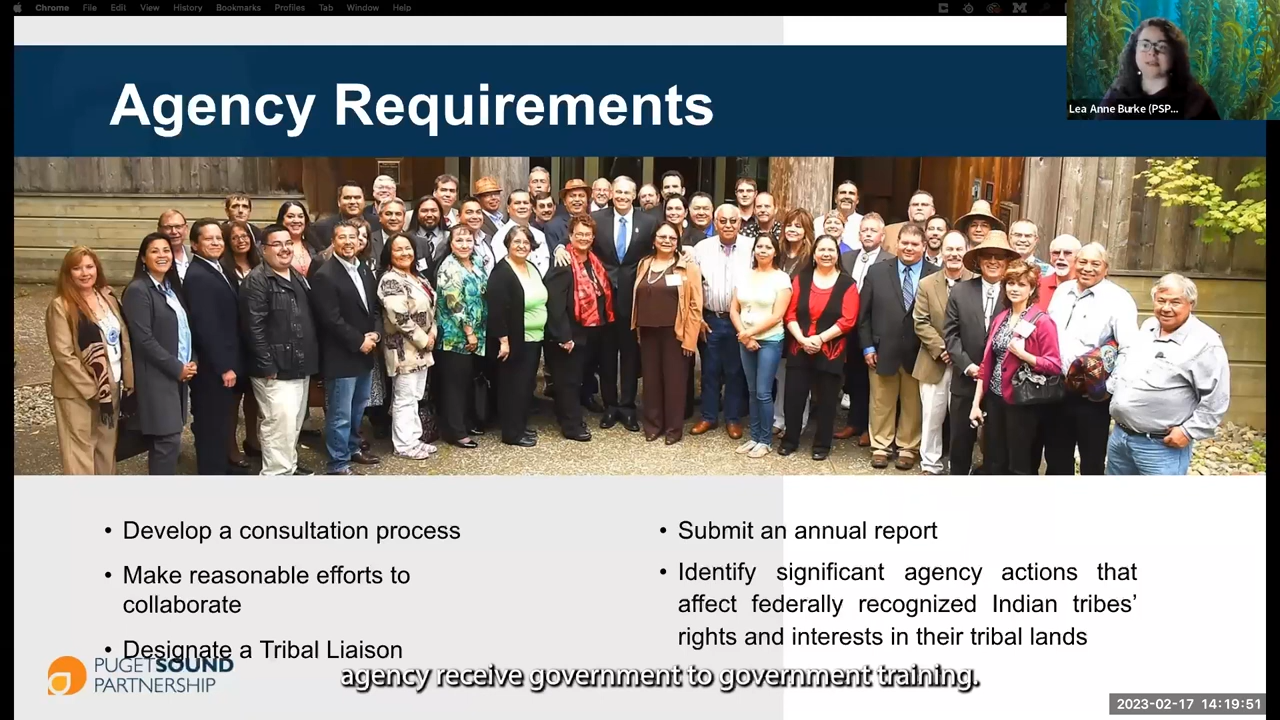 Chrome File Edit View History Bookmarks Profiles Tab Window Help
Lea Anne Burke (PSP...
Agency Requirements
• Develop a consultation process
• Make reasonable efforts to
collaborate
• Designate a Tribal Liaison
• Submit an annual report
• Identify significant agency actions that
affect federally recognized Indian tribes’
rights and interests in their tribal lands
PUGETSOUND
PARTNERSHIP
agency receive government to government training.
2023-02-17 14:19:51